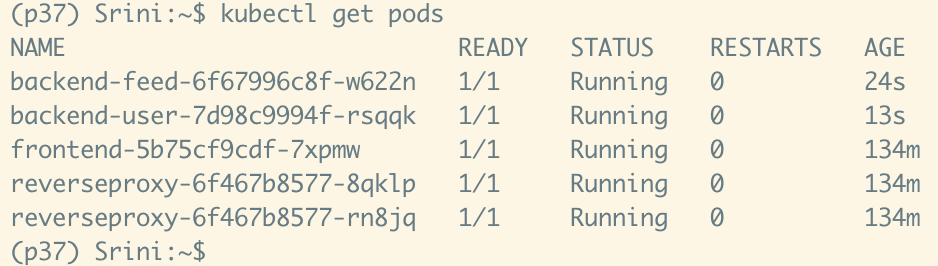 (p37) Srini:~$ kubectl get pods
NAME READY STATUS RESTARTS AGE
backend-feed-6f67996c8f-w622n 1/1 Running 0 24s
backend-user-7d98c9994f-rsqqk 1/1 Running 0 13s
frontend-5b75cf9cdf-7xpmw 1/1 Running 0 134m
reverseproxy-6f467b8577-8qklp 1/1 Running 0 134m
reverseproxy-6f467b8577-rn8jq 1/1 Running 0 134m
(p37) Srini:~$